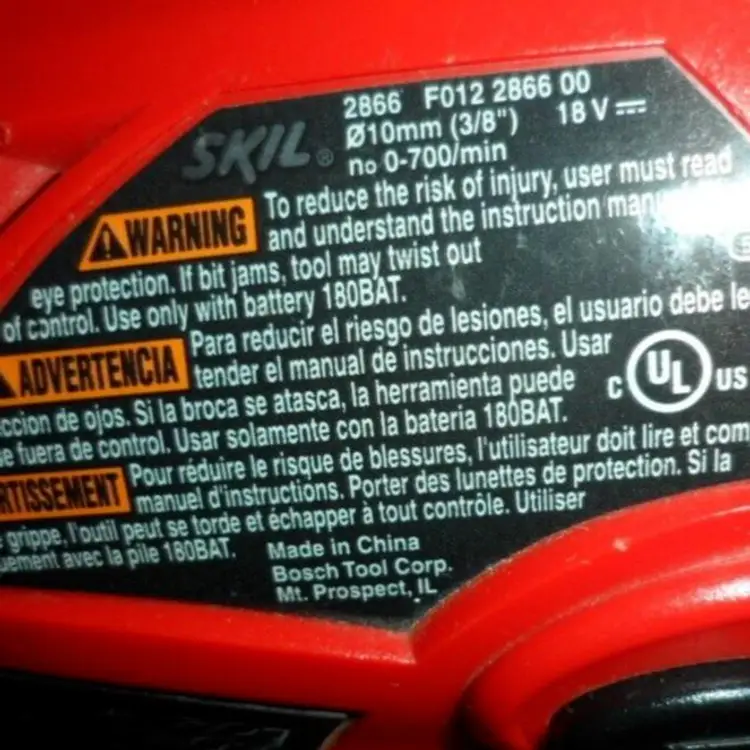 2866 F012 2866 00
SKIL® Ø10mm (3/8") 18 V
no 0-700/min
WARNING To reduce the risk of injury, user must read
and understand the instruction
eye protection. If bit jams, tool may twist out
of control. Use only with battery 180BAT.
ADVERTENCIA Para reducir el riesgo de lesiones, el usuario debe le
tender el manual de instrucciones. Usar
ccion de ojos. Si la broca se atasca, la herramienta puede
e fuera de control. Usar solamente con la bateria 180BAT.
C UL US
RTISSEMENT Pour réduire le risque de blessures, l'utilisateur doit lire et com
manuel d'instructions. Porter des lunettes de protection. Si la
grippe, l'outil peut se torde et échapper à tout contrôle. Utiliser
uement avec la pile 180BAT.
Made in China
Bosch Tool Corp.
Mt. Prospect, IL